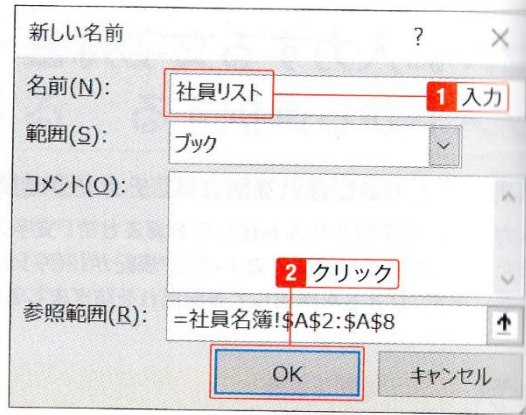 新しい名前 ? ×
名前(N): 社員リスト 1 入力
範囲(S): ブック
コメント(O):
2 クリック
参照範囲(R): =社員名簿!$A$2:$A$8
OK キャンセル